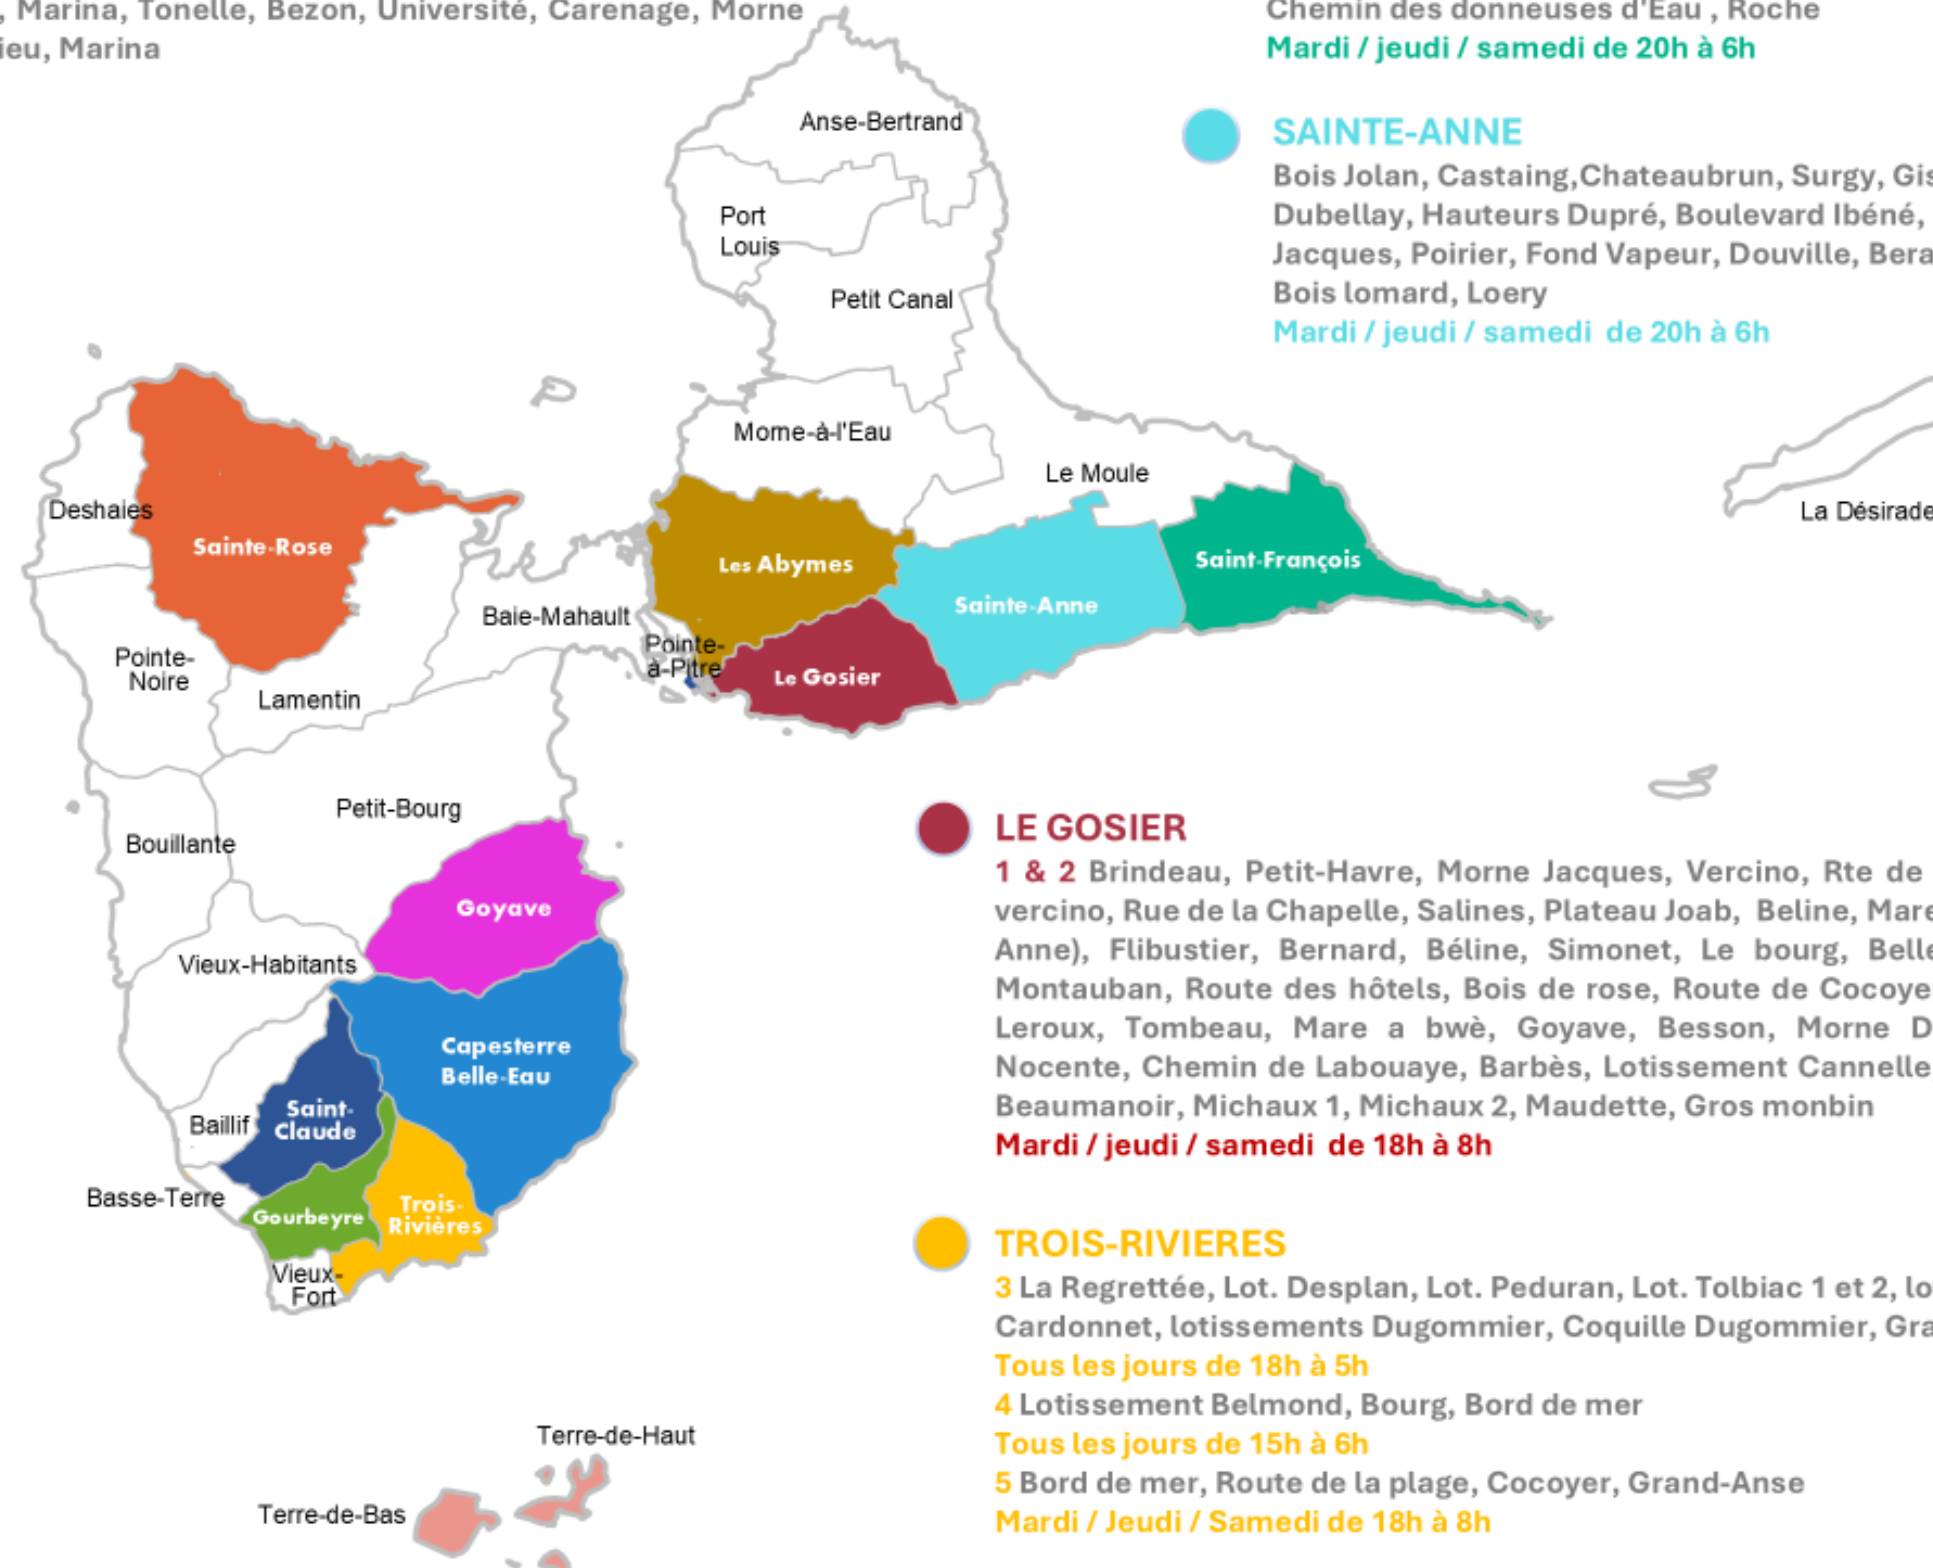 , Marina, Tonelle, Bezon, Université, Carenage, Morne
ieu, Marina
Chemin des donneuses d'Eau , Roche
Mardi / jeudi / samedi de 20h à 6h
SAINTE-ANNE
Bois Jolan, Castaing,Chateaubrun, Surgy, Gis
Dubellay, Hauteurs Dupré, Boulevard Ibéné,
Jacques, Poirier, Fond Vapeur, Douville, Bera
Bois lomard, Loery
Mardi / jeudi / samedi de 20h à 6h
Anse-Bertrand
Port
Louis
Petit Canal
Morne-à-l'Eau
Le Moule
La Désirade
Deshaies
Sainte-Rose
Les Abymes
Saint-François
Sainte-Anne
Baie-Mahault
Pointe-
à-Pitre
Le Gosier
Pointe-
Noire
Lamentin
Petit-Bourg
Bouillante
Goyave
Vieux-Habitants
Capesterre
Belle-Eau
Saint-
Claude
Baillif
Basse-Terre
Gourbeyre
Trois-
Rivières
Vieux-
Fort
Terre-de-Haut
Terre-de-Bas
LE GOSIER
1 & 2 Brindeau, Petit-Havre, Morne Jacques, Vercino, Rte de
vercino, Rue de la Chapelle, Salines, Plateau Joab, Beline, Mare
Anne), Flibustier, Bernard, Béline, Simonet, Le bourg, Belle
Montauban, Route des hôtels, Bois de rose, Route de Cocoye
Leroux, Tombeau, Mare a bwè, Goyave, Besson, Morne D
Nocente, Chemin de Labouaye, Barbès, Lotissement Cannelle
Beaumanoir, Michaux 1, Michaux 2, Maudette, Gros monbin
Mardi / jeudi / samedi de 18h à 8h
TROIS-RIVIERES
3 La Regrettée, Lot. Desplan, Lot. Peduran, Lot. Tolbiac 1 et 2, lo
Cardonnet, lotissements Dugommier, Coquille Dugommier, Gra
Tous les jours de 18h à 5h
4 Lotissement Belmond, Bourg, Bord de mer
Tous les jours de 15h à 6h
5 Bord de mer, Route de la plage, Cocoyer, Grand-Anse
Mardi / Jeudi / Samedi de 18h à 8h